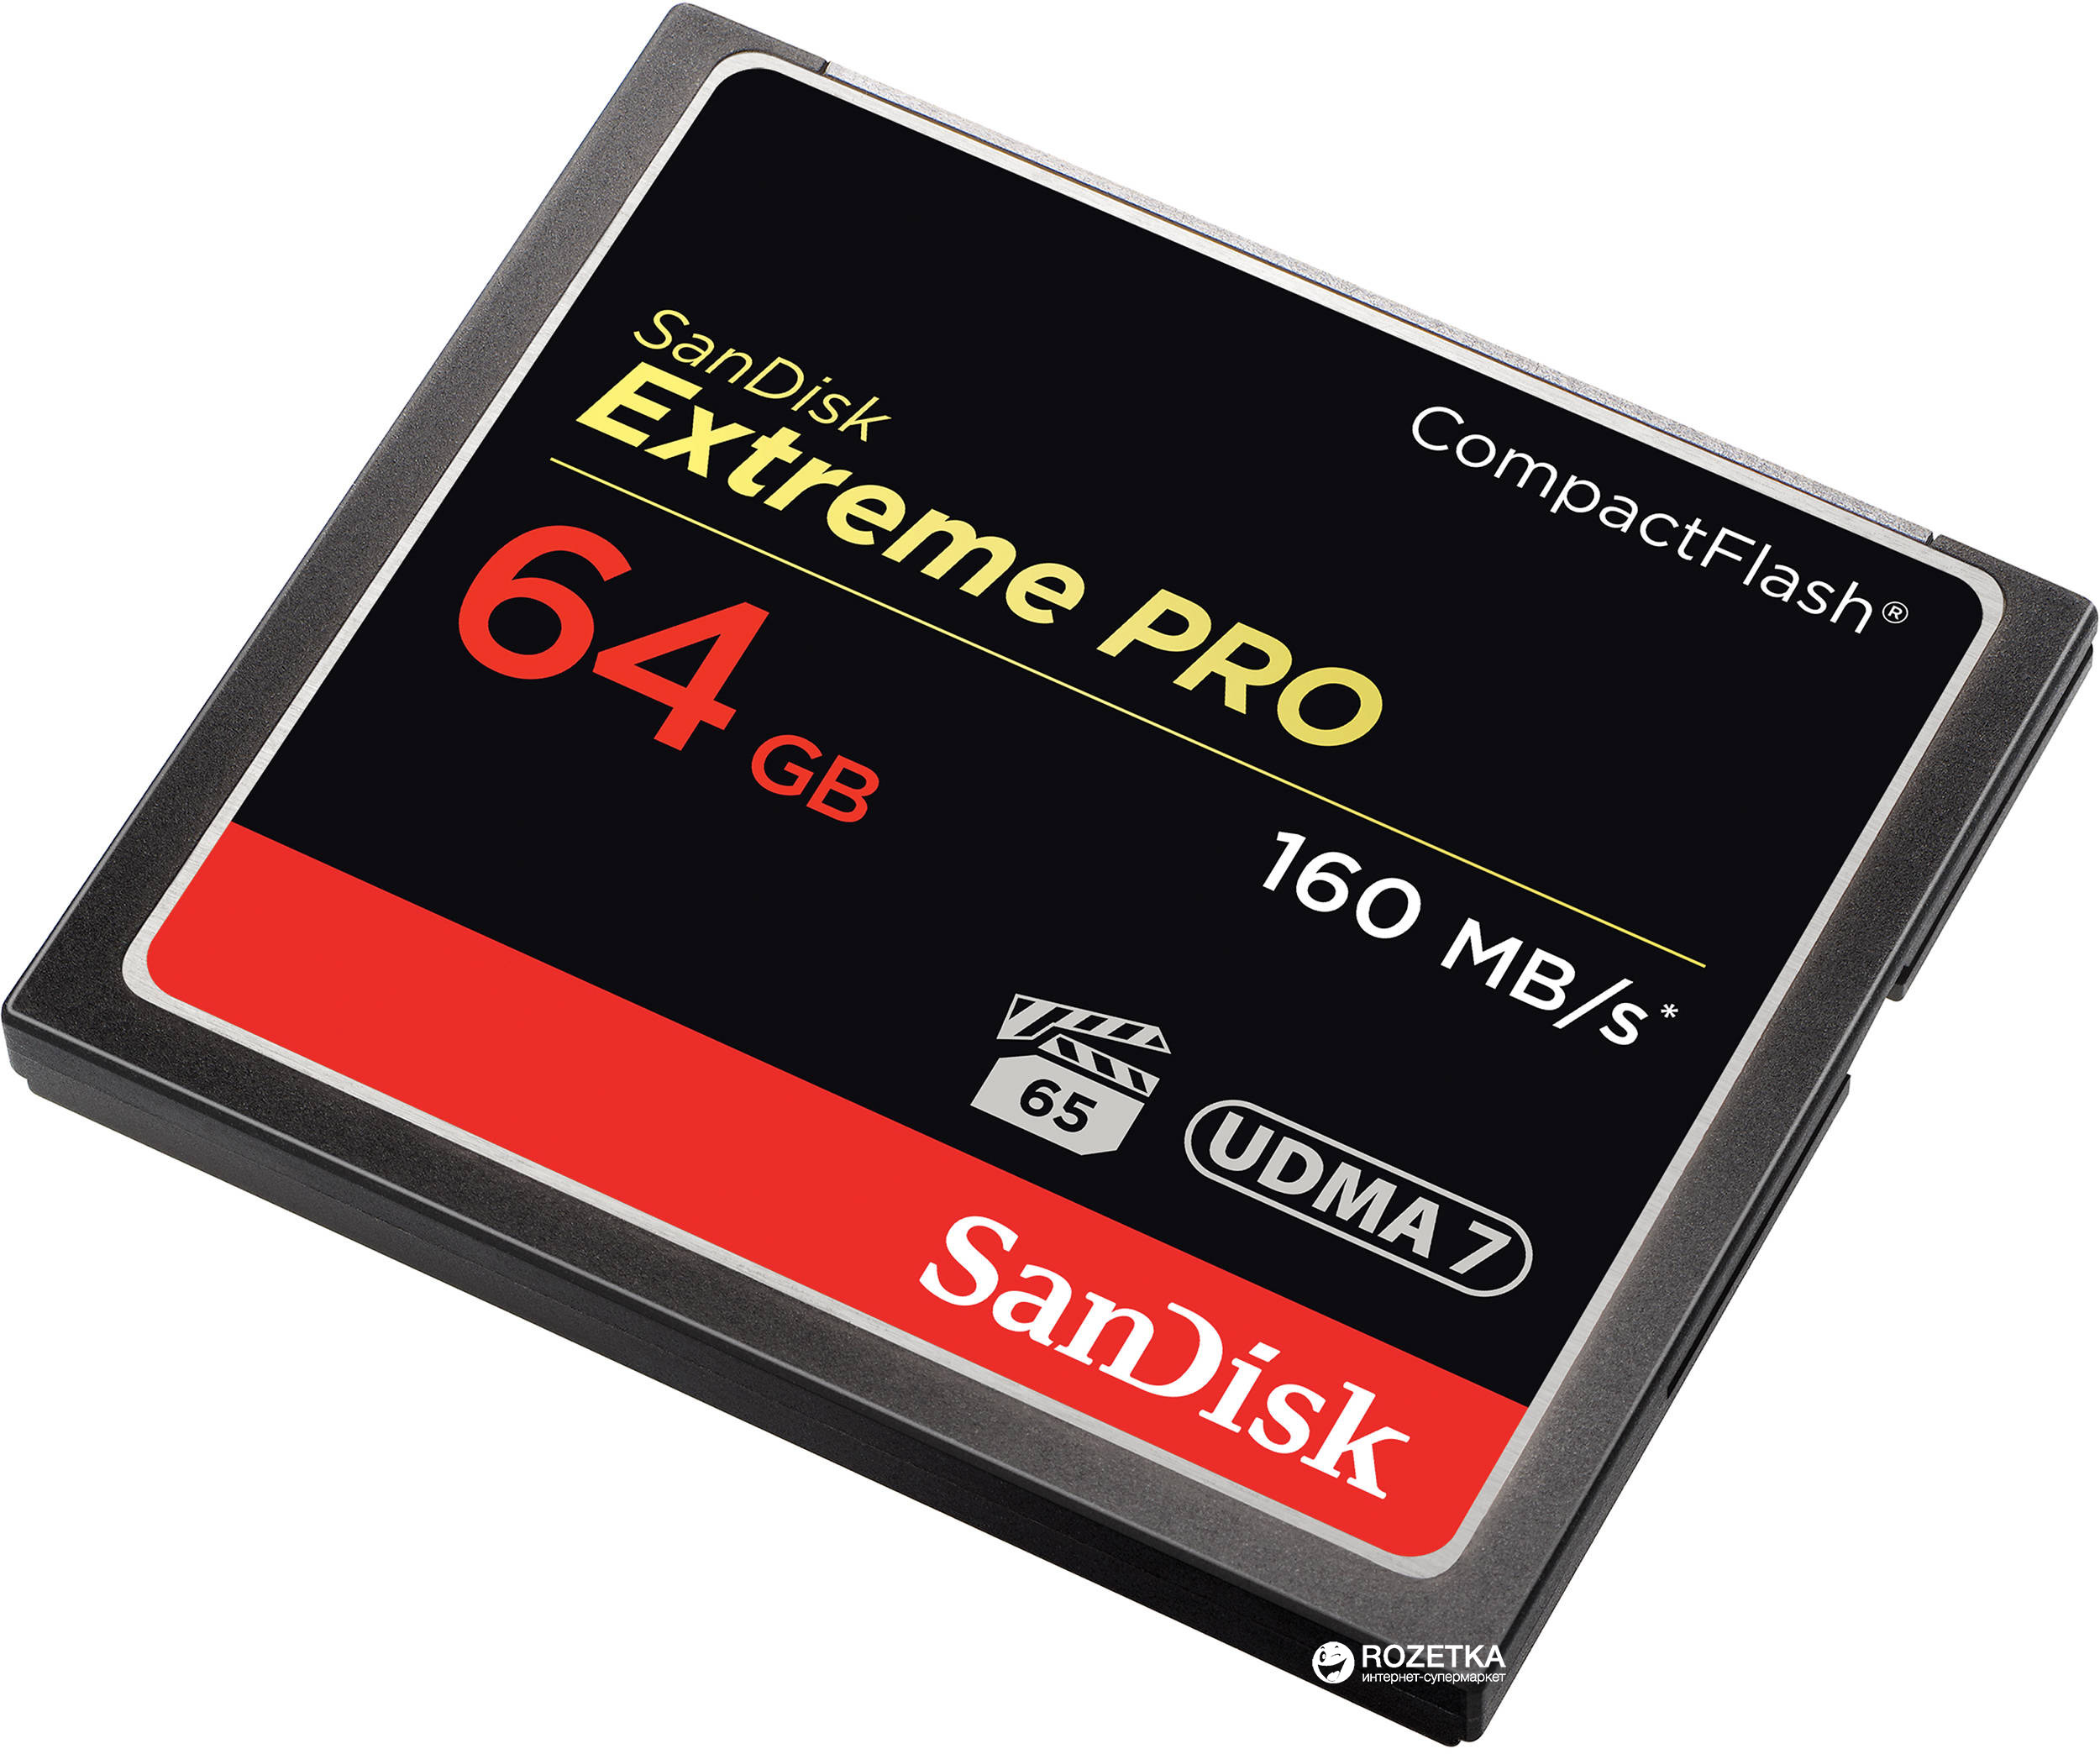 CompactFlash®
SanDisk
Extreme PRO
64 GB
160 MB/s*
65
UDMA 7
SanDisk
ROZETKA
интернет-супермаркет